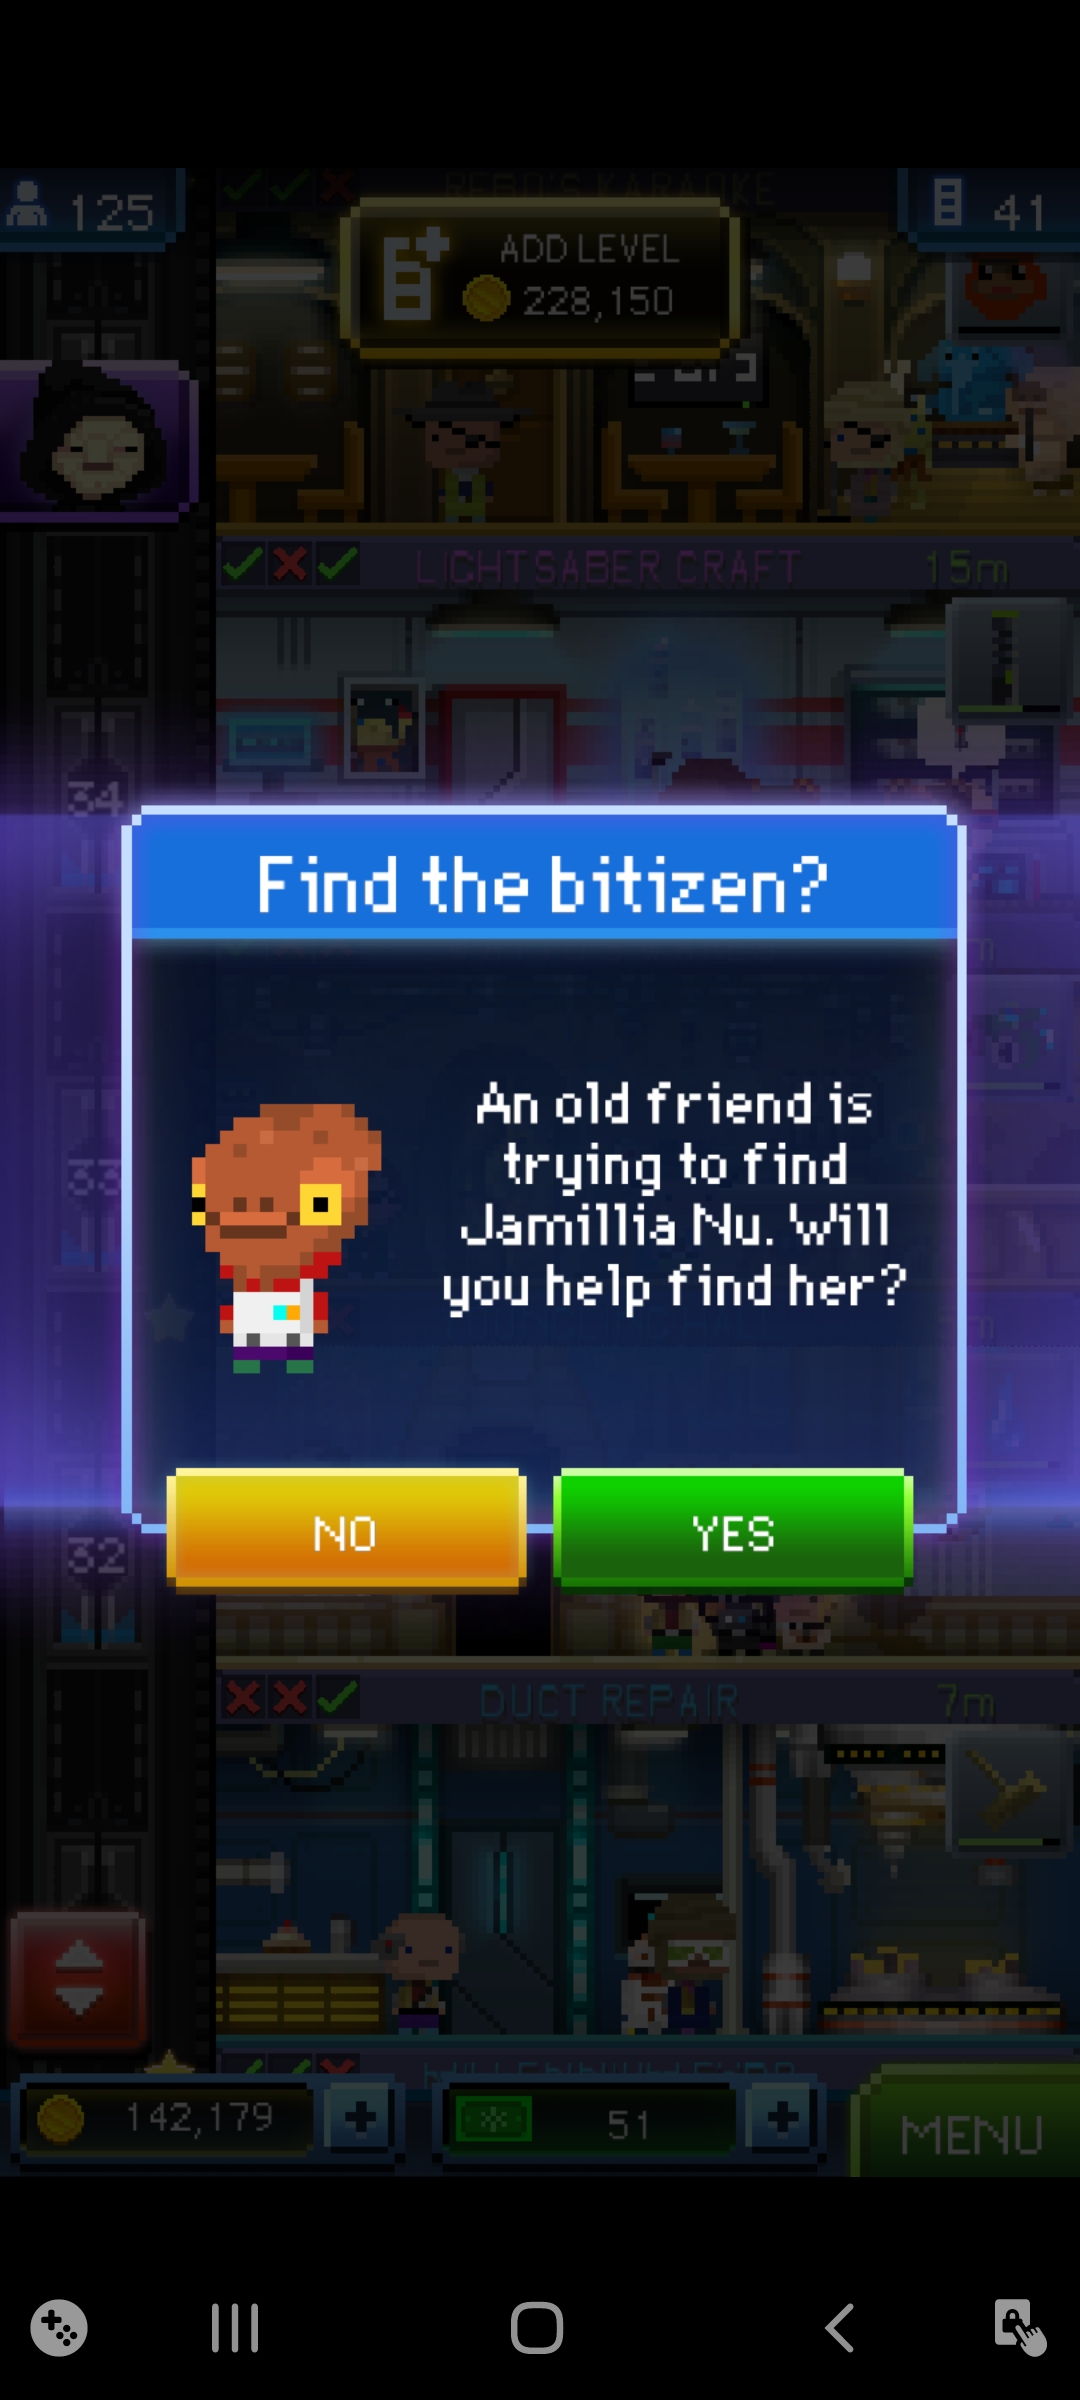 REBO'S KARAOKE
125
41
ADD LEVEL
228,150
LIGHTSABER CRAFT 15m
34
Find the bitizen?
An old friend is
trying to find
Jamillia Nu. Will
you help find her?
33
NO
YES
32
DUCT REPAIR 7m
142,179
51
MENU